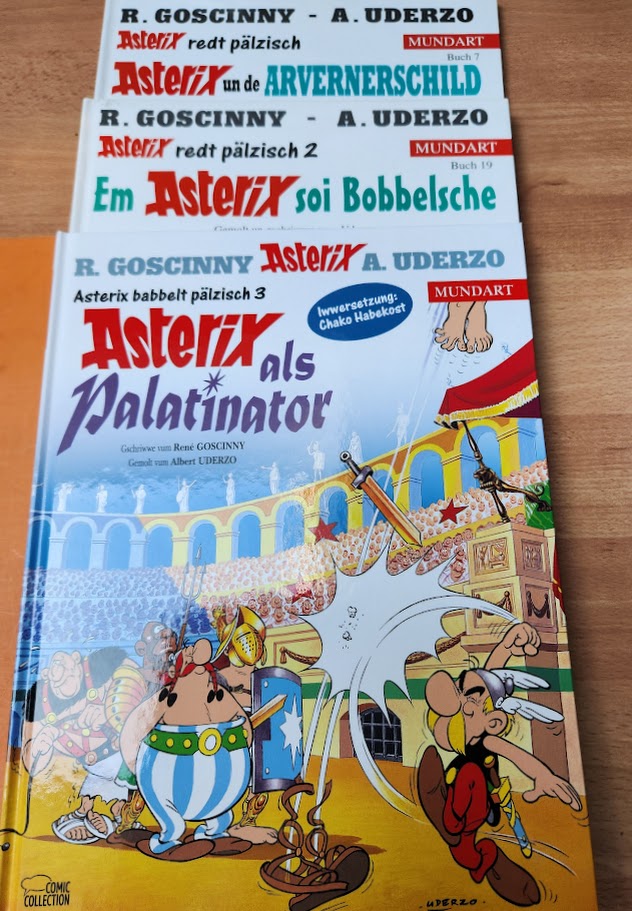 R. GOSCINNY - A. UDERZO
Asterix redt pälzisch
MUNDART
Buch 7
Asterix un de ARVERNERSCHILD
R. GOSCINNY - A. UDERZO
Asterix redt pälzisch 2
MUNDART
Buch 19
Em Asterix soi Bobbelsche
R. GOSCINNY Asterix A. UDERZO
Asterix babbelt pälzisch 3
MUNDART
Iwwersetzung:
Chako Habekost
Asterix als
Palatinator
Gschriwwe vum René GOSCINNY
Gemolt vum Albert UDERZO
COMIC
COLLECTION
UDERZO